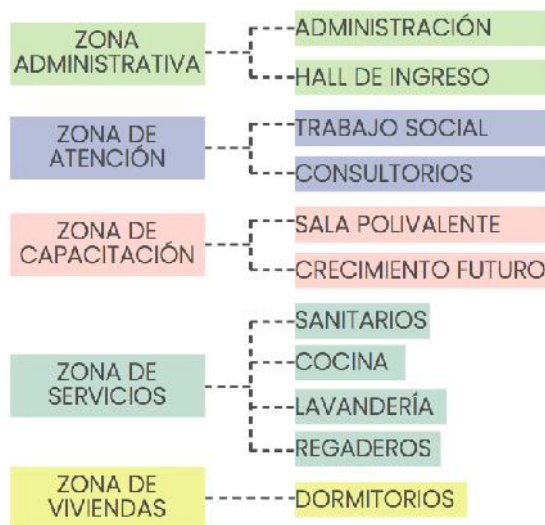 ZONA
ADMINISTRATIVA
ADMINISTRACIÓN
HALL DE INGRESO
ZONA DE
ATENCIÓN
TRABAJO SOCIAL
CONSULTORIOS
ZONA DE
CAPACITACIÓN
SALA POLIVALENTE
CRECIMIENTO FUTURO
ZONA DE
SERVICIOS
SANITARIOS
COCINA
LAVANDERÍA
REGADEROS
ZONA DE
VIVIENDAS
DORMITORIOS